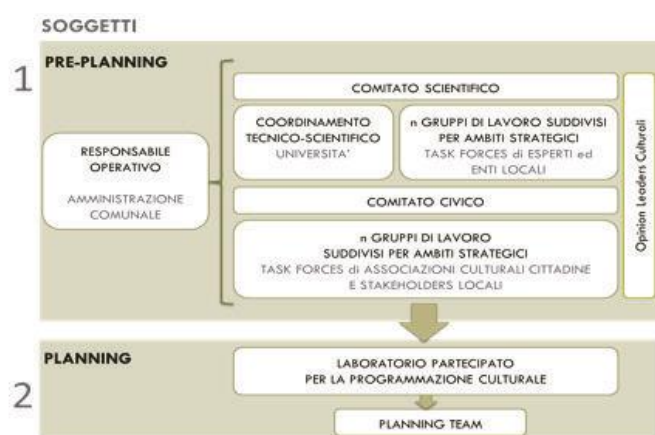 SOGGETTI
1
PRE-PLANNING
RESPONSABILE
OPERATIVO
AMMINISTRAZIONE
COMUNALE
COMITATO SCIENTIFICO
COORDINAMENTO
TECNICO-SCIENTIFICO
UNIVERSITA'
n GRUPPI DI LAVORO SUDDIVISI
PER AMBITI STRATEGICI
TASK FORCES di ESPERTI ed
ENTI LOCALI
COMITATO CIVICO
n GRUPPI DI LAVORO
SUDDIVISI PER AMBITI STRATEGICI
TASK FORCES di ASSOCIAZIONI CULTURALI CITTADINE
E STAKEHOLDERS LOCALI
Opinion Leaders Culturali
2
PLANNING
LABORATORIO PARTECIPATO
PER LA PROGRAMMAZIONE CULTURALE
PLANNING TEAM